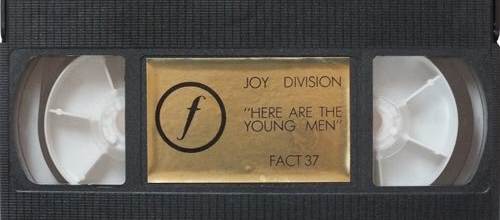 f
JOY DIVISION
"HERE ARE THE
YOUNG MEN"
FACT 37